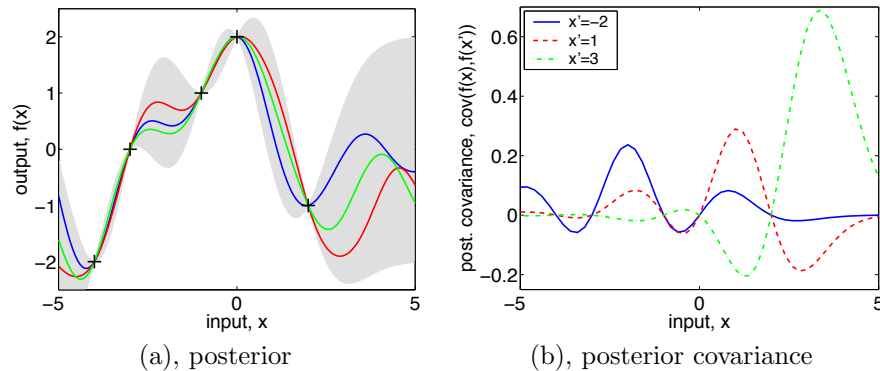 2
1
0
−1
−2
−5
0
5
output, f(x)
input, x
(a), posterior
x'=−2
x'=1
x'=3
0.6
0.4
0.2
0
−0.2
−5
0
5
post. covariance, cov(f(x),f(x'))
input, x
(b), posterior covariance